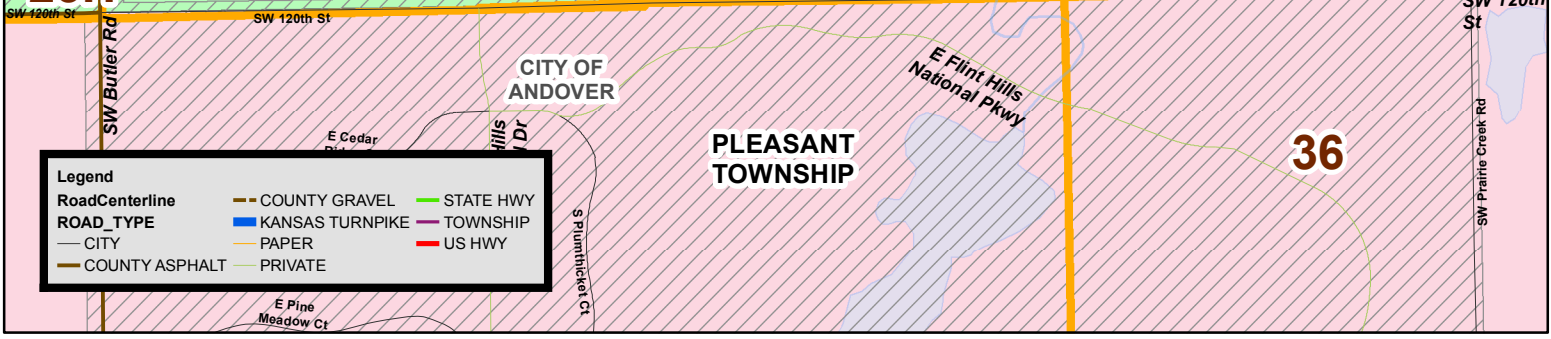 SW 120th St
SW 120th St
SW 120th
St
SW Butler Rd
CITY OF
ANDOVER
E Flint Hills
National Pkwy
E Cedar
Hills
Dr
PLEASANT
TOWNSHIP
36
SW Prairie Creek Rd
S Plumthicket Ct
Legend
RoadCenterline
ROAD_TYPE
CITY
COUNTY ASPHALT
COUNTY GRAVEL
KANSAS TURNPIKE
PAPER
PRIVATE
STATE HWY
TOWNSHIP
US HWY
E Pine
Meadow Ct